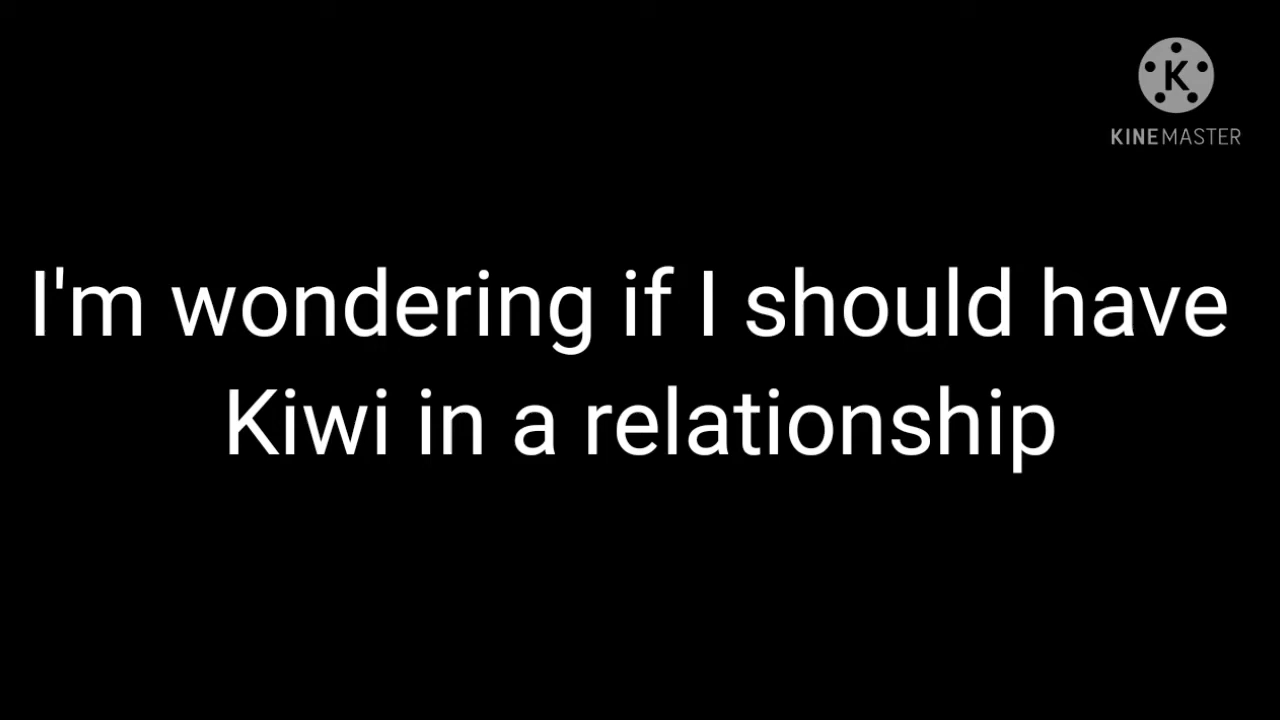 K
KINEMASTER
I'm wondering if I should have
Kiwi in a relationship